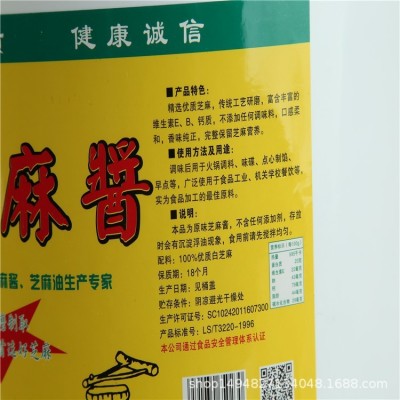 健康诚信
麻酱
麻酱、芝麻油生产专家
■产品特色：
精选优质芝麻，传统工艺研磨，富含丰富的
维生素E、B、钙质，不添加任何调味料，口感柔
和，香味纯正，完整保留芝麻营养。
■使用方法及用途：
调味后用于火锅调料、味碟、点心制馅、
早点等，广泛使用于食品工业、机关学校餐饮等，
实为食品加工的最佳原料。
■说明：
本品为原味芝麻酱，不含任何添加剂，存放
时会有沉淀浮油现象，食用前请先搅拌均匀。
配料：100%优质白芝麻
保质期：18个月
生产日期：见桶盖
贮存条件：阴凉避光干燥处
生产许可证号：SC10242011607300
产品标准号：LS/T3220-1996
本公司通过食品安全管理体系认证